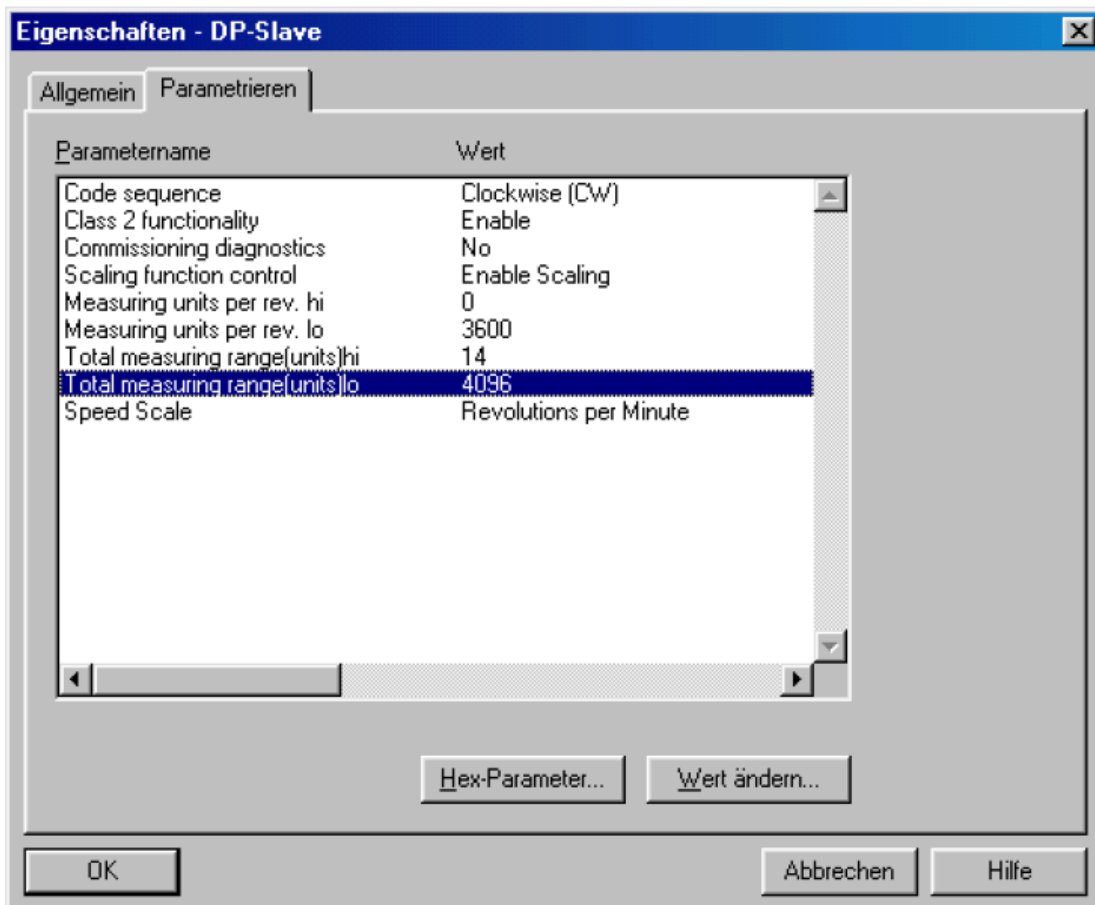 Eigenschaften - DP-Slave
Allgemein Parametrieren
Parametername Wert
Code sequence Clockwise (CW)
Class 2 functionality Enable
Commissioning diagnostics No
Scaling function control Enable Scaling
Measuring units per rev. hi 0
Measuring units per rev. lo 3600
Total measuring range(units)hi 14
Total measuring range(units)lo 4096
Speed Scale Revolutions per Minute
Hex-Parameter... Wert ändern...
OK Abbrechen Hilfe